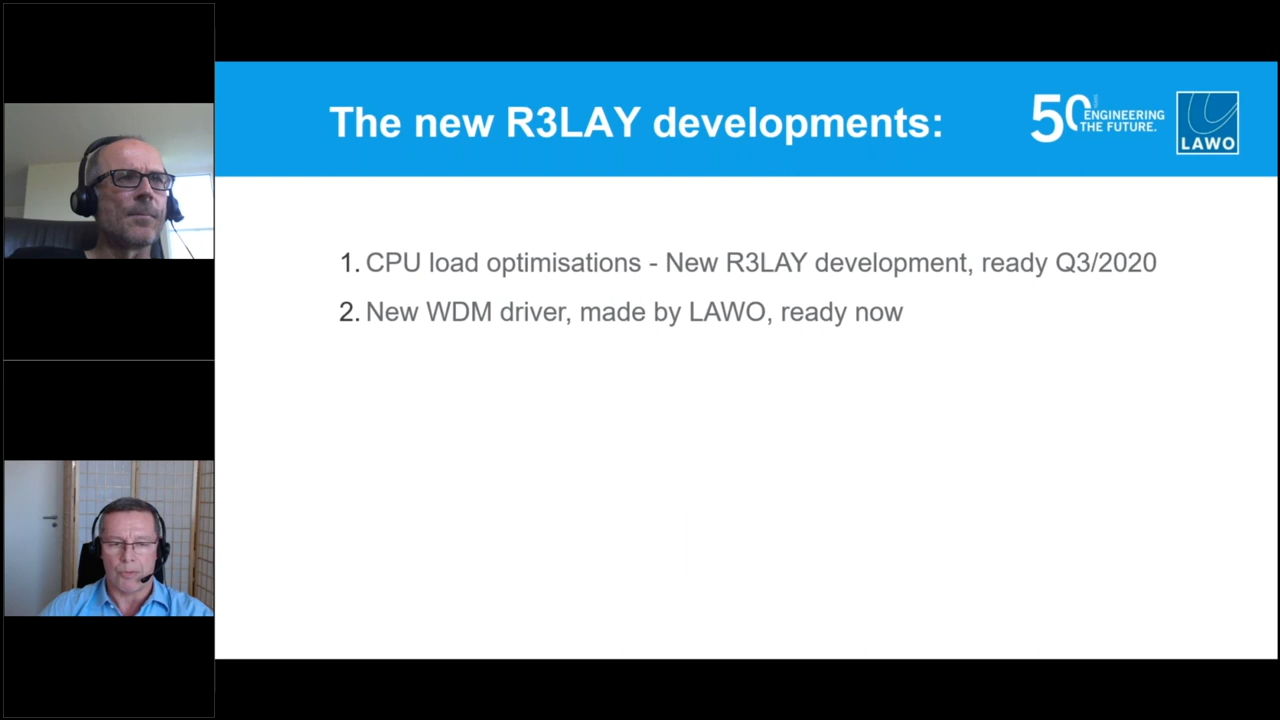 The new R3LAY developments:
50 YEARS ENGINEERING
THE FUTURE.
LAWO
1. CPU load optimisations - New R3LAY development, ready Q3/2020
2. New WDM driver, made by LAWO, ready now